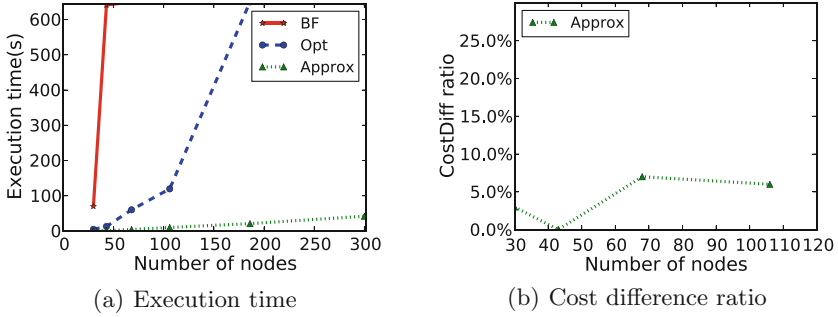 Execution time(s)
600
500
400
300
200
100
0
BF
Opt
Approx
0 50 100 150 200 250 300
Number of nodes
(a) Execution time
CostDiff ratio
25.0%
20.0%
15.0%
10.0%
5.0%
0.0%
Approx
30 40 50 60 70 80 90 100 110 120
Number of nodes
(b) Cost difference ratio